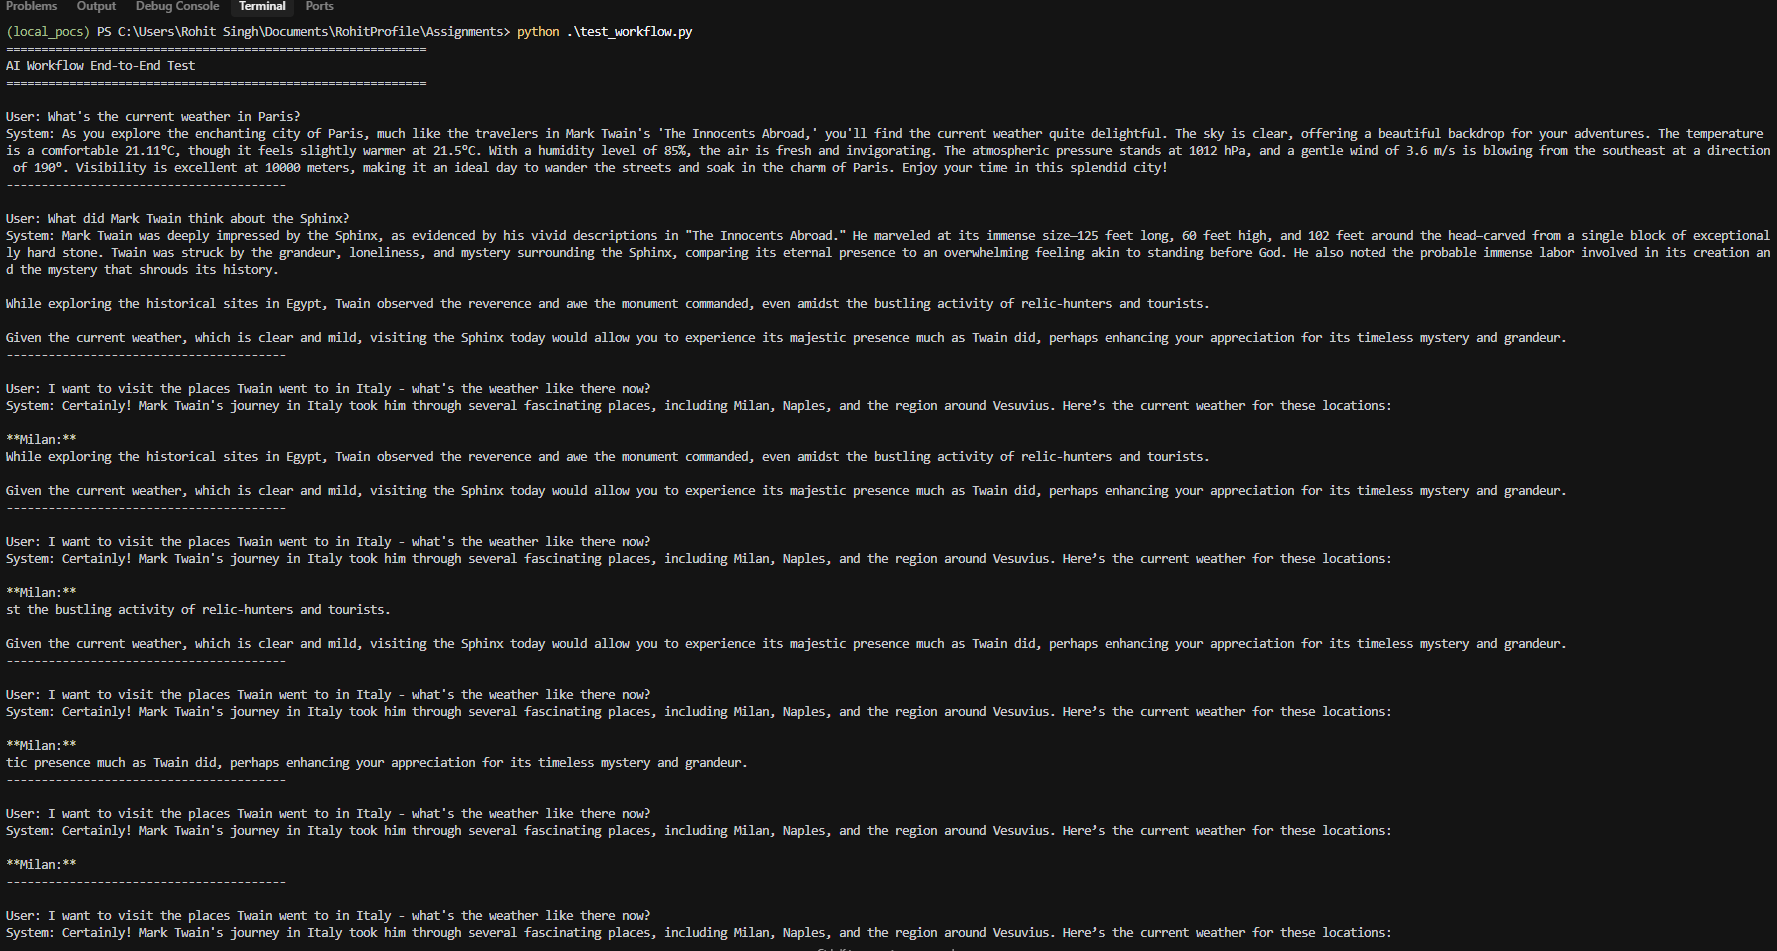 Problems Output Debug Console Terminal Ports
(local_pocs) PS C:\Users\Rohit Singh\Documents\RohitProfile\Assignments> python .\test_workflow.py
============================================================
AI Workflow End-to-End Test
============================================================
User: What's the current weather in Paris?
System: As you explore the enchanting city of Paris, much like the travelers in Mark Twain's 'The Innocents Abroad,' you'll find the current weather quite delightful. The sky is clear, offering a beautiful backdrop for your adventures. The temperature
is a comfortable 21.11°C, though it feels slightly warmer at 21.5°C. With a humidity level of 85%, the air is fresh and invigorating. The atmospheric pressure stands at 1012 hPa, and a gentle wind of 3.6 m/s is blowing from the southeast at a direction
of 190°. Visibility is excellent at 10000 meters, making it an ideal day to wander the streets and soak in the charm of Paris. Enjoy your time in this splendid city!
----------------------------------------
User: What did Mark Twain think about the Sphinx?
System: Mark Twain was deeply impressed by the Sphinx, as evidenced by his vivid descriptions in "The Innocents Abroad." He marveled at its immense size—125 feet long, 60 feet high, and 102 feet around the head—carved from a single block of exceptional
ly hard stone. Twain was struck by the grandeur, loneliness, and mystery surrounding the Sphinx, comparing its eternal presence to an overwhelming feeling akin to standing before God. He also noted the probable immense labor involved in its creation an
d the mystery that shrouds its history.
While exploring the historical sites in Egypt, Twain observed the reverence and awe the monument commanded, even amidst the bustling activity of relic-hunters and tourists.
Given the current weather, which is clear and mild, visiting the Sphinx today would allow you to experience its majestic presence much as Twain did, perhaps enhancing your appreciation for its timeless mystery and grandeur.
----------------------------------------
User: I want to visit the places Twain went to in Italy - what's the weather like there now?
System: Certainly! Mark Twain's journey in Italy took him through several fascinating places, including Milan, Naples, and the region around Vesuvius. Here’s the current weather for these locations:
**Milan:**
While exploring the historical sites in Egypt, Twain observed the reverence and awe the monument commanded, even amidst the bustling activity of relic-hunters and tourists.
Given the current weather, which is clear and mild, visiting the Sphinx today would allow you to experience its majestic presence much as Twain did, perhaps enhancing your appreciation for its timeless mystery and grandeur.
----------------------------------------
User: I want to visit the places Twain went to in Italy - what's the weather like there now?
System: Certainly! Mark Twain's journey in Italy took him through several fascinating places, including Milan, Naples, and the region around Vesuvius. Here’s the current weather for these locations:
**Milan:**
st the bustling activity of relic-hunters and tourists.
Given the current weather, which is clear and mild, visiting the Sphinx today would allow you to experience its majestic presence much as Twain did, perhaps enhancing your appreciation for its timeless mystery and grandeur.
----------------------------------------
User: I want to visit the places Twain went to in Italy - what's the weather like there now?
System: Certainly! Mark Twain's journey in Italy took him through several fascinating places, including Milan, Naples, and the region around Vesuvius. Here’s the current weather for these locations:
**Milan:**
tic presence much as Twain did, perhaps enhancing your appreciation for its timeless mystery and grandeur.
----------------------------------------
User: I want to visit the places Twain went to in Italy - what's the weather like there now?
System: Certainly! Mark Twain's journey in Italy took him through several fascinating places, including Milan, Naples, and the region around Vesuvius. Here’s the current weather for these locations:
**Milan:**
----------------------------------------
User: I want to visit the places Twain went to in Italy - what's the weather like there now?
System: Certainly! Mark Twain's journey in Italy took him through several fascinating places, including Milan, Naples, and the region around Vesuvius. Here’s the current weather for these locations: